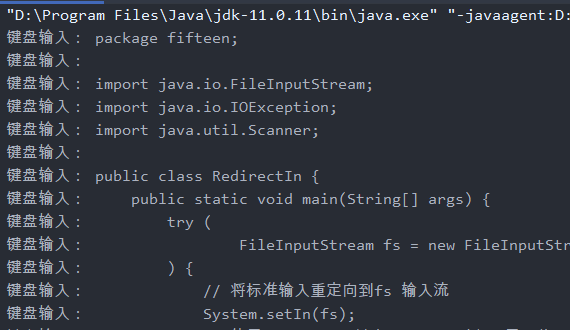 "D:\Program Files\Java\jdk-11.0.11\bin\java.exe" "-javaagent:D:
键盘输入： package fifteen;
键盘输入：
键盘输入： import java.io.FileInputStream;
键盘输入： import java.io.IOException;
键盘输入： import java.util.Scanner;
键盘输入：
键盘输入： public class RedirectIn {
键盘输入：     public static void main(String[] args) {
键盘输入：         try (
键盘输入：                 FileInputStream fs = new FileInputStr
键盘输入：         ) {
键盘输入：             // 将标准输入重定向到fs 输入流
键盘输入：             System.setIn(fs);